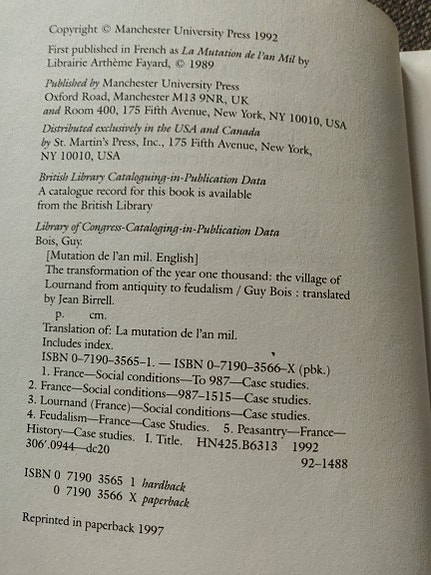 Copyright © Manchester University Press 1992
First published in French as La Mutation de l'an Mil by
Librairie Arthème Fayard, © 1989
Published by Manchester University Press
Oxford Road, Manchester M13 9NR, UK
and Room 400, 175 Fifth Avenue, New York, NY 10010, USA
Distributed exclusively in the USA and Canada
by St. Martin's Press, Inc., 175 Fifth Avenue, New York,
NY 10010, USA
British Library Cataloguing-in-Publication Data
A catalogue record for this book is available
from the British Library
Library of Congress-Cataloging-in-Publication Data
Bois, Guy.
[Mutation de l'an mil. English]
The transformation of the year one thousand: the village of
Lournand from antiquity to feudalism / Guy Bois : translated
by Jean Birrell.
p. cm.
Translation of: La mutation de l'an mil.
Includes index.
ISBN 0–7190–3565–1. — ISBN 0–7190–3566–X (pbk.)
1. France—Social conditions—To 987—Case studies.
2. France—Social conditions—987–1515—Case studies.
3. Lournand (France)—Social conditions—Case studies.
4. Feudalism—France—Case Studies. 5. Peasantry—France—
History—Case studies. I. Title. HN425.B6313 1992
306'.0944—dc20 92–1488
ISBN 0 7190 3565 1 hardback
0 7190 3566 X paperback
Reprinted in paperback 1997